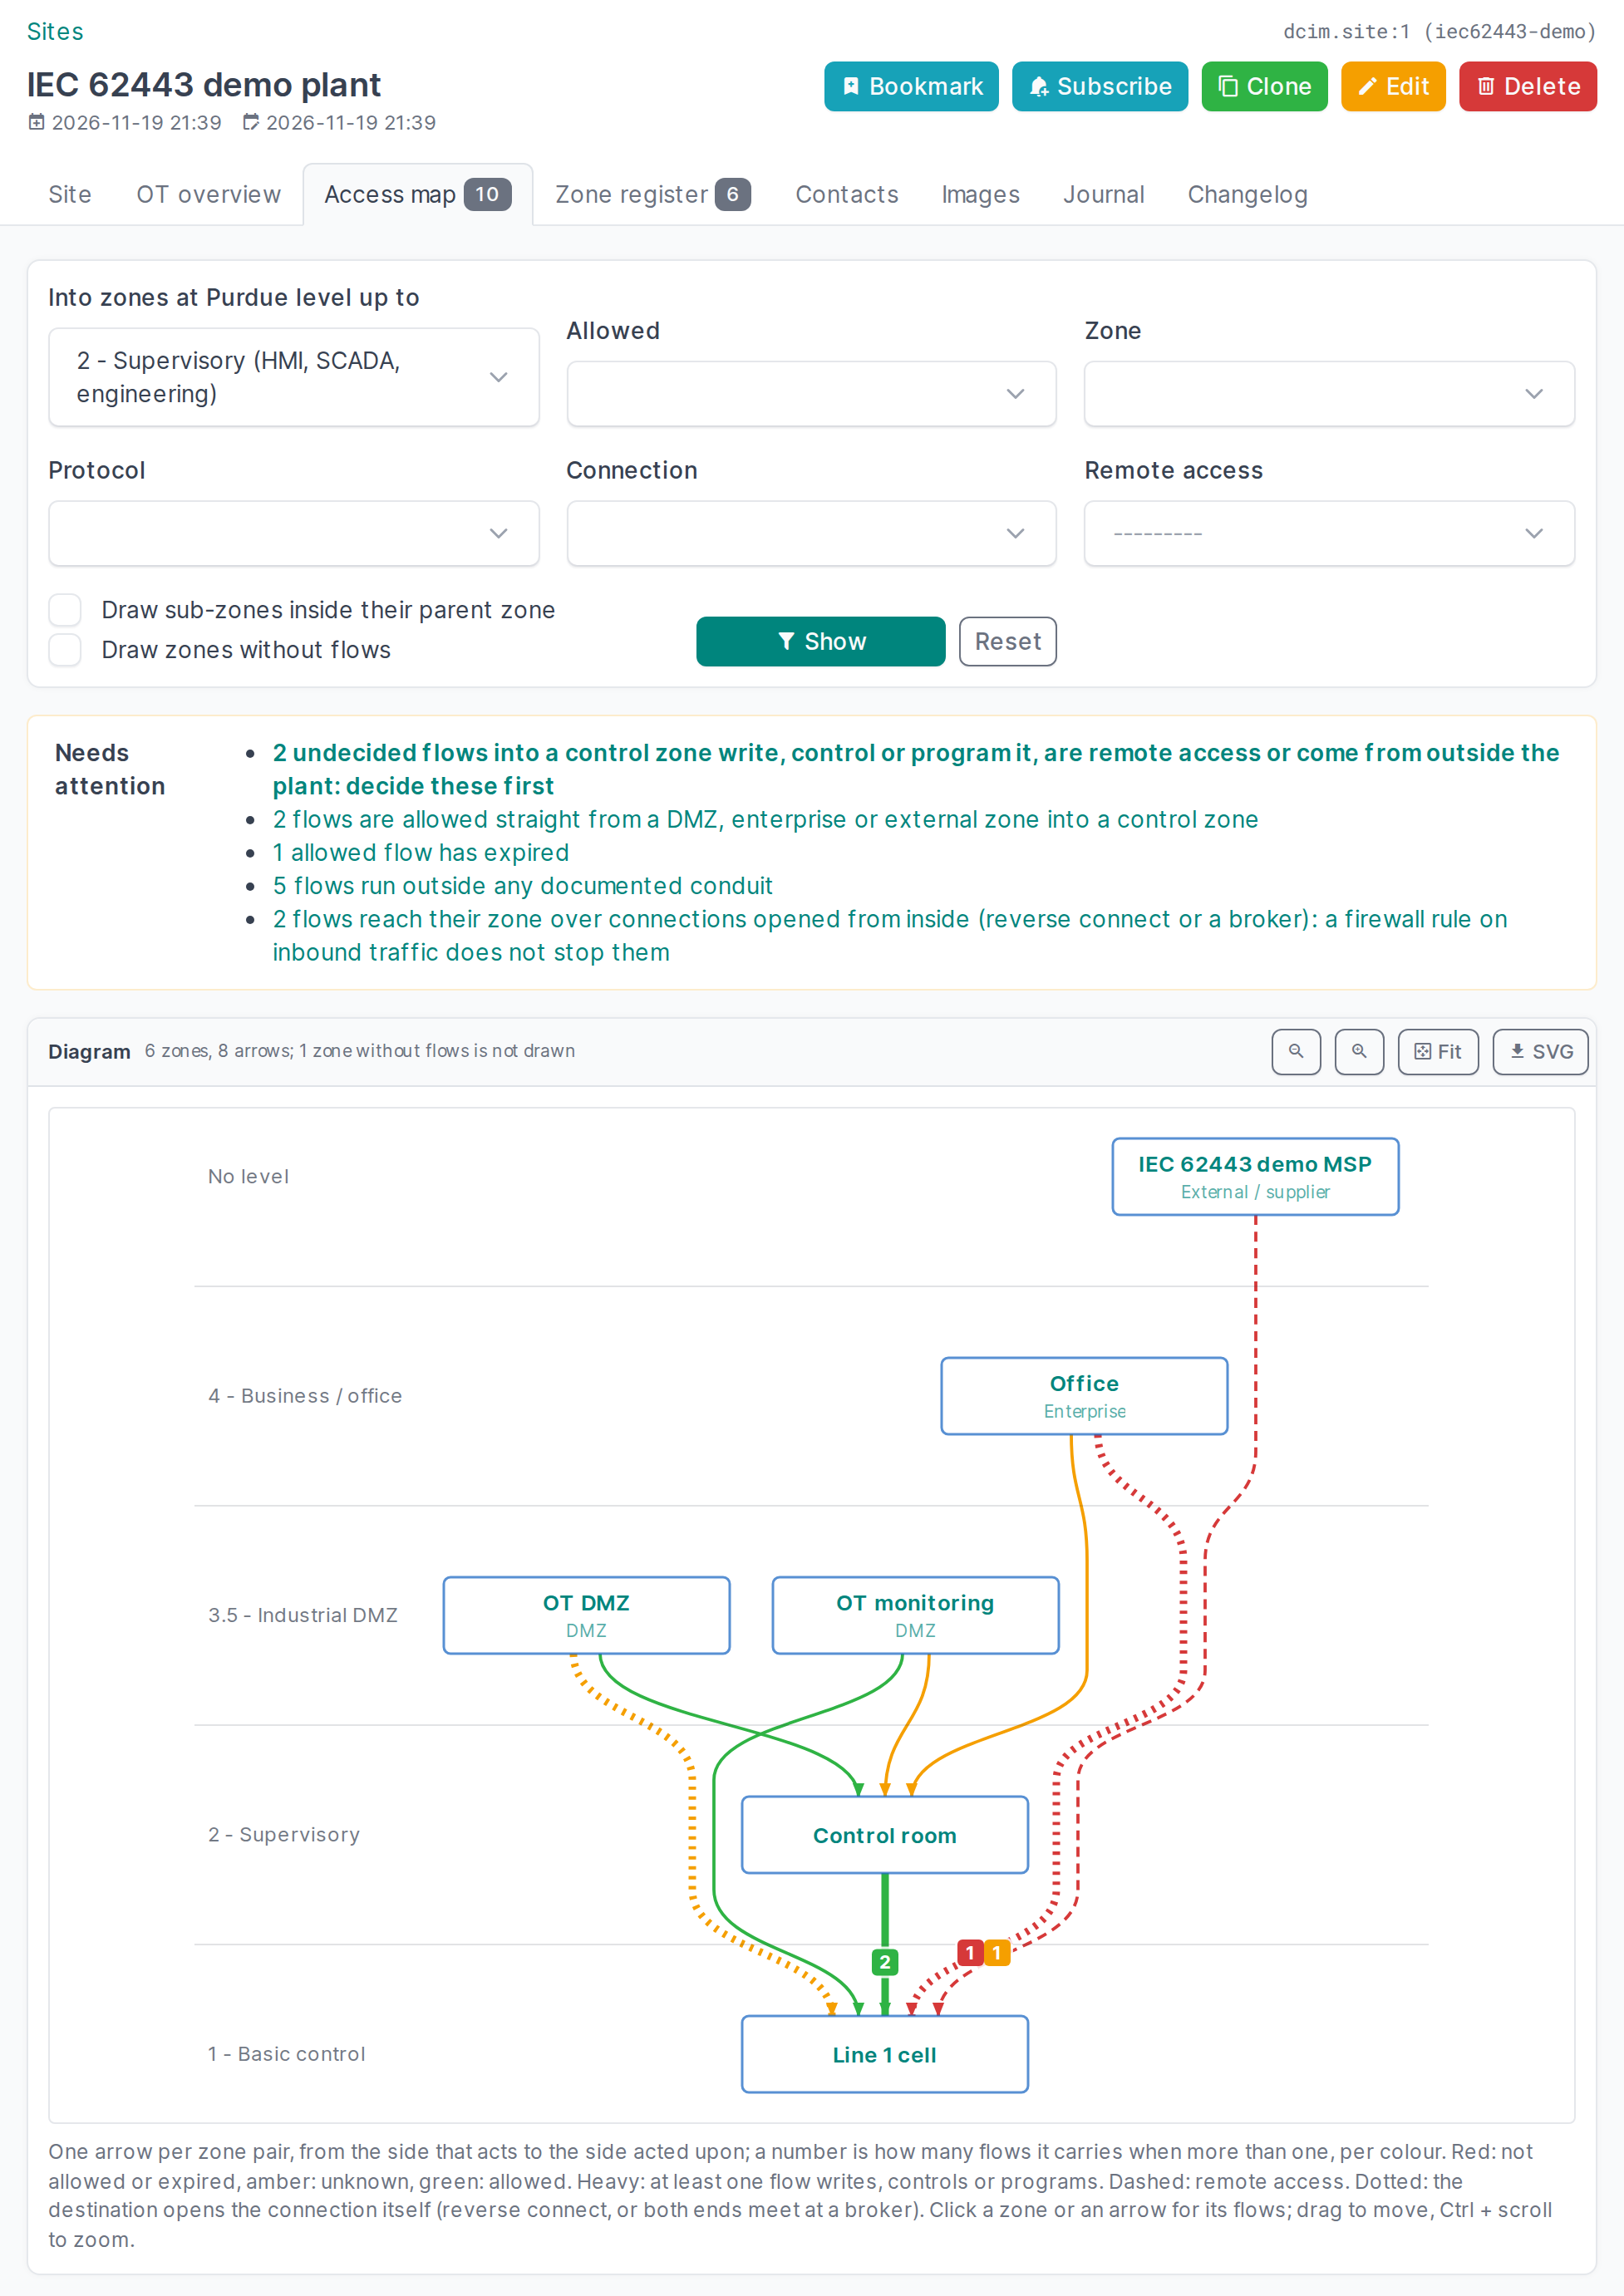 Sites
dcim.site:1 (iec62443-demo)
IEC 62443 demo plant
Bookmark
Subscribe
Clone
Edit
Delete
2026-11-19 21:39
2026-11-19 21:39
Site
OT overview
Access map 10
Zone register 6
Contacts
Images
Journal
Changelog
Into zones at Purdue level up to
2 - Supervisory (HMI, SCADA,
engineering)
Allowed
Zone
Protocol
Connection
Remote access
---------
Draw sub-zones inside their parent zone
Draw zones without flows
Show
Reset
Needs
attention
2 undecided flows into a control zone write, control or program it, are remote access or come from outside the
plant: decide these first
2 flows are allowed straight from a DMZ, enterprise or external zone into a control zone
1 allowed flow has expired
5 flows run outside any documented conduit
2 flows reach their zone over connections opened from inside (reverse connect or a broker): a firewall rule on
inbound traffic does not stop them
Diagram
6 zones, 8 arrows; 1 zone without flows is not drawn
Fit
SVG
No level
IEC 62443 demo MSP
External / supplier
4 - Business / office
Office
Enterprise
3.5 - Industrial DMZ
OT DMZ
DMZ
OT monitoring
DMZ
2 - Supervisory
Control room
2
1
1
1 - Basic control
Line 1 cell
One arrow per zone pair, from the side that acts to the side acted upon; a number is how many flows it carries when more than one, per colour. Red: not
allowed or expired, amber: unknown, green: allowed. Heavy: at least one flow writes, controls or programs. Dashed: remote access. Dotted: the
destination opens the connection itself (reverse connect, or both ends meet at a broker). Click a zone or an arrow for its flows; drag to move, Ctrl + scroll
to zoom.